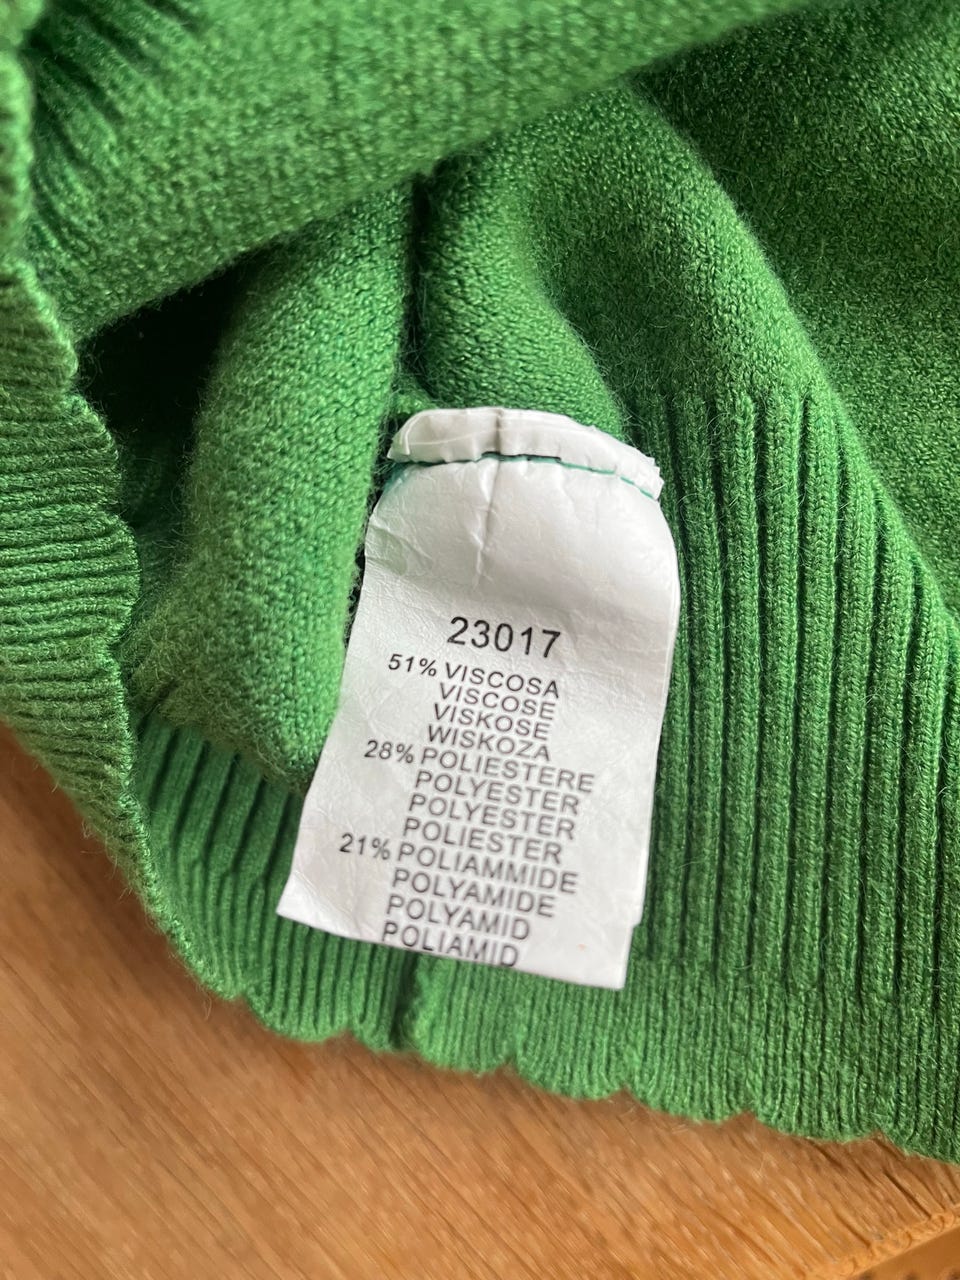 23017
51% VISCOSA
VISCOSE
VISKOSE
WISKOZA
28% POLIESTERE
POLYESTER
POLYESTER
POLIESTER
21% POLIAMMIDE
POLYAMIDE
POLYAMID
POLIAMID